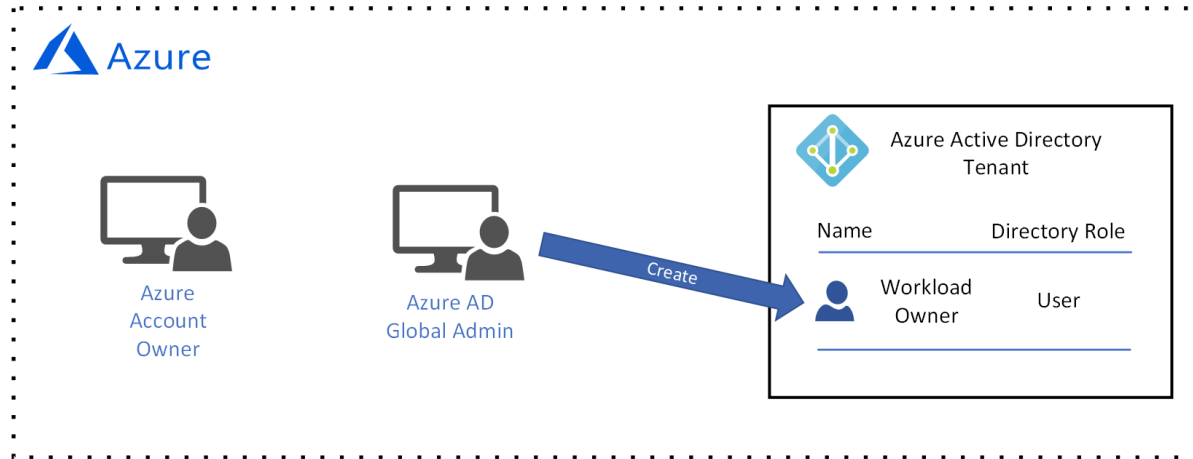 Azure
Azure Active Directory
Tenant
Name Directory Role
Workload
Owner
User
Create
Azure
Account
Owner
Azure AD
Global Admin